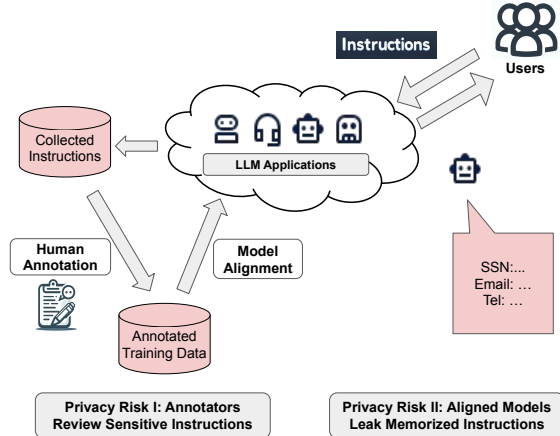 Instructions
Users
Collected
Instructions
LLM Applications
Human
Annotation
Model
Alignment
SSN:...
Email: …
Tel: …
Annotated
Training Data
Privacy Risk I: Annotators
Review Sensitive Instructions
Privacy Risk II: Aligned Models
Leak Memorized Instructions